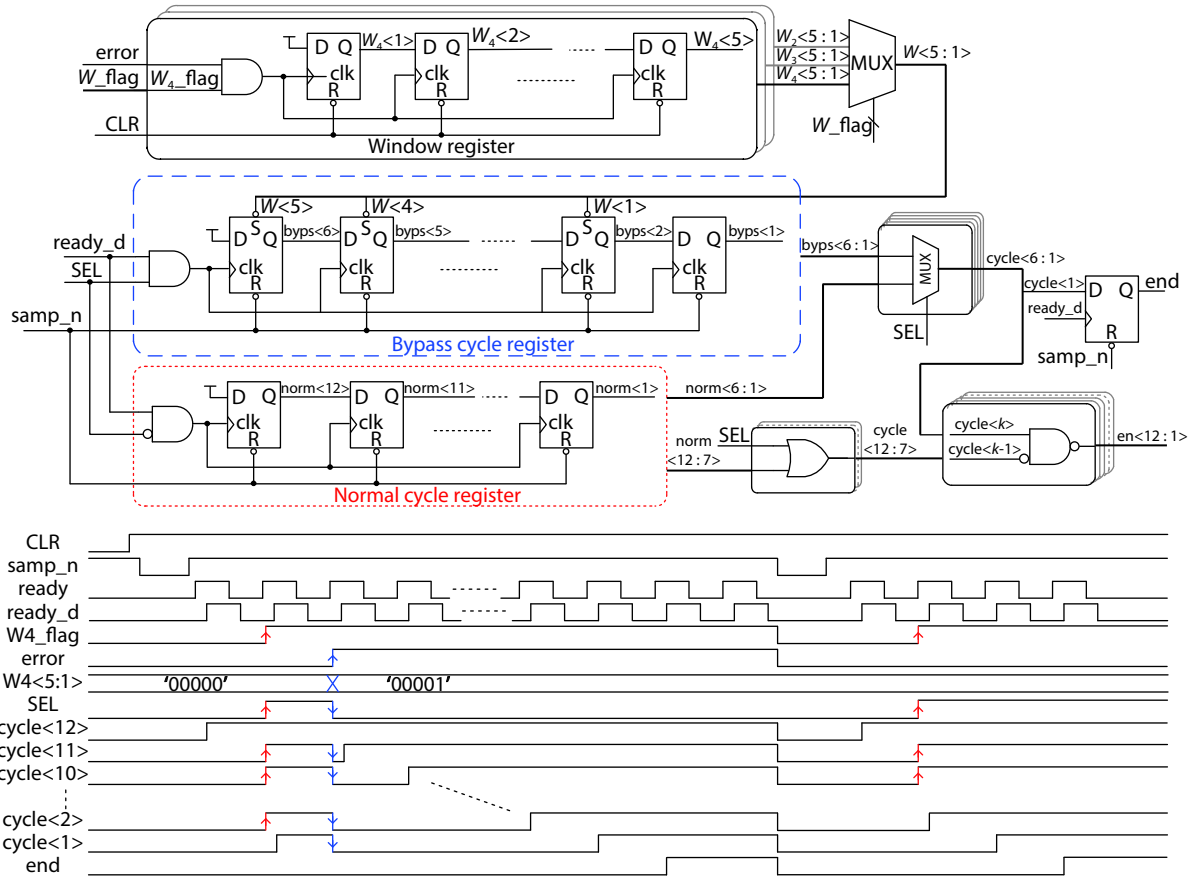 error
W_flag
W₄_flag
CLR
D Q
clk
R
W₄<1>
D Q
clk
R
W₄<2>
D Q
clk
R
W₄<5>
Window register
W₂<5 : 1>
W₃<5 : 1>
W₄<5 : 1>
MUX
W<5 : 1>
W_flag
ready_d
SEL
samp_n
W<5>
S
D Q
clk
byps<6>
W<4>
S
D Q
clk
byps<5>
W<1>
S
D Q
clk
byps<2>
D Q
clk
byps<1>
Bypass cycle register
byps<6 : 1>
MUX
SEL
cycle<6 : 1>
cycle<1>
ready_d
D Q
R
samp_n
end
D Q
clk
R
norm<12>
D Q
clk
R
norm<11>
D Q
clk
R
norm<1>
Normal cycle register
norm<6 : 1>
norm
<12 : 7>
SEL
cycle
<12 : 7>
cycle<k>
cycle<k-1>
en<12 : 1>
CLR
samp_n
ready
ready_d
W4_flag
error
W4<5:1>
'00000'
'00001'
SEL
cycle<12>
cycle<11>
cycle<10>
cycle<2>
cycle<1>
end